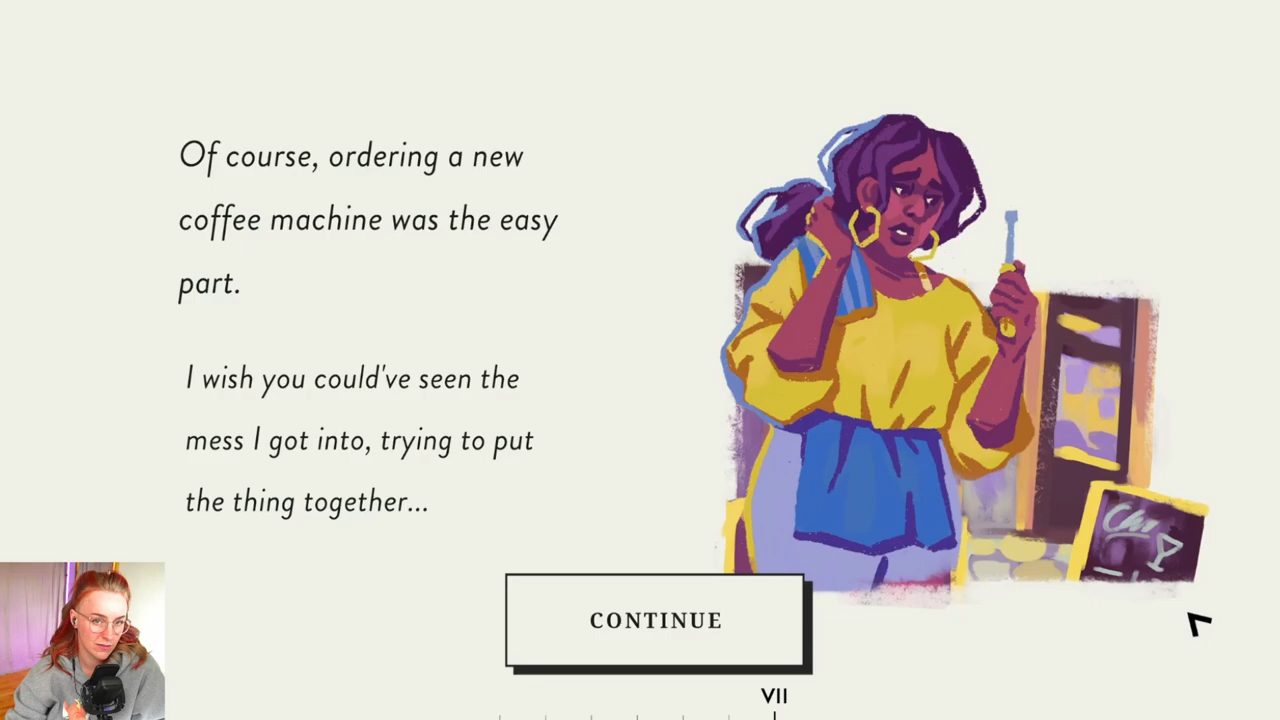 Of course, ordering a new
coffee machine was the easy
part.
I wish you could've seen the
mess I got into, trying to put
the thing together...
CONTINUE
VII